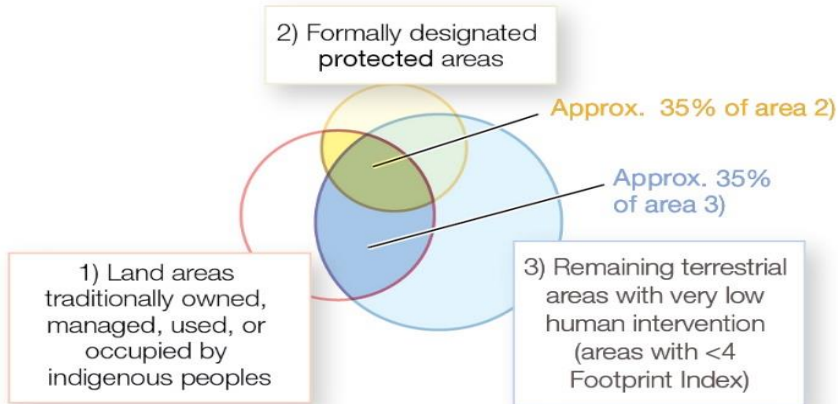 2) Formally designated
protected areas
Approx. 35% of area 2)
Approx. 35%
of area 3)
1) Land areas
traditionally owned,
managed, used, or
occupied by
indigenous peoples
3) Remaining terrestrial
areas with very low
human intervention
(areas with <4
Footprint Index)